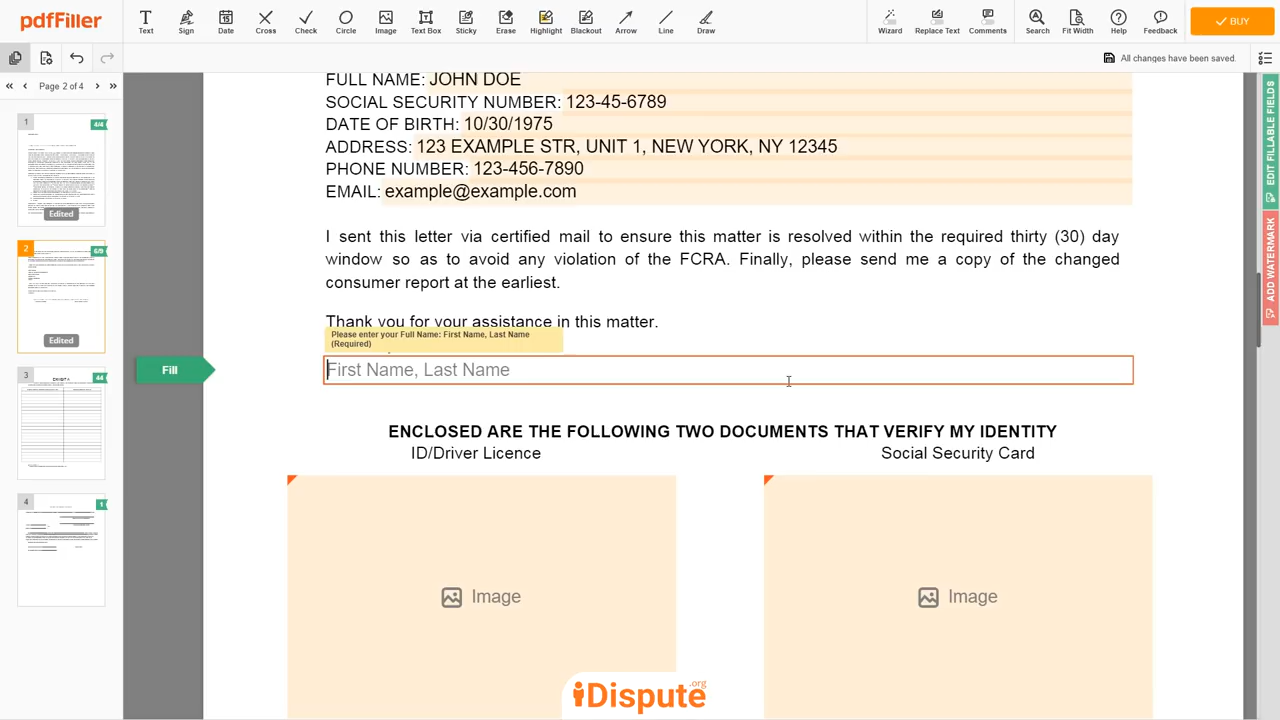 pdfFiller
Text
Sign
Date
Cross
Check
Circle
Image
Text Box
Sticky
Erase
Highlight
Blackout
Arrow
Line
Draw
Wizard
Replace Text
Comments
Search
Fit Width
Help
Feedback
BUY
All changes have been saved.
Page 2 of 4
1
Edited
2
Edited
3
4
1
FULL NAME: JOHN DOE
SOCIAL SECURITY NUMBER: 123-45-6789
DATE OF BIRTH: 10/30/1975
ADDRESS: 123 EXAMPLE STR, UNIT 1, NEW YORK, NY 12345
PHONE NUMBER: 123-456-7890
EMAIL: example@example.com
I sent this letter via certified mail to ensure this matter is resolved within the required thirty (30) day
window so as to avoid any violation of the FCRA. Finally, please send me a copy of the changed
consumer report at the earliest.
Thank you for your assistance in this matter.
Please enter your Full Name: First Name, Last Name
(Required)
Fill
First Name, Last Name
ENCLOSED ARE THE FOLLOWING TWO DOCUMENTS THAT VERIFY MY IDENTITY
ID/Driver Licence
Social Security Card
Image
Image
iDispute.org
EDIT FILLABLE FIELDS
ADD WATERMARK